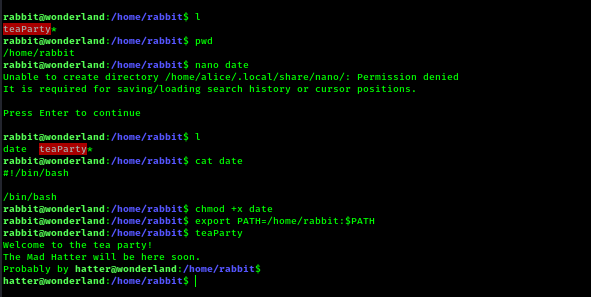 rabbit@wonderland:/home/rabbit$ l
teaParty*
rabbit@wonderland:/home/rabbit$ pwd
/home/rabbit
rabbit@wonderland:/home/rabbit$ nano date
Unable to create directory /home/alice/.local/share/nano/: Permission denied
It is required for saving/loading search history or cursor positions.
Press Enter to continue
rabbit@wonderland:/home/rabbit$ l
date  teaParty*
rabbit@wonderland:/home/rabbit$ cat date
#!/bin/bash
/bin/bash
rabbit@wonderland:/home/rabbit$ chmod +x date
rabbit@wonderland:/home/rabbit$ export PATH=/home/rabbit:$PATH
rabbit@wonderland:/home/rabbit$ teaParty
Welcome to the tea party!
The Mad Hatter will be here soon.
Probably by hatter@wonderland:/home/rabbit$
hatter@wonderland:/home/rabbit$